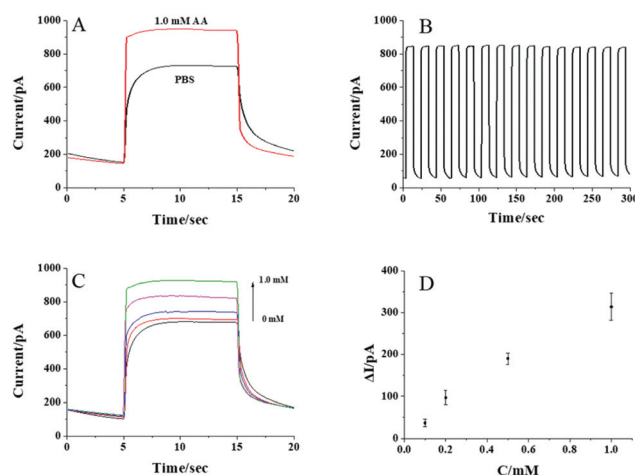 A
1.0 mM AA
PBS
Current/pA
1000
800
600
400
200
0
0 5 10 15 20
Time/sec
B
Current/pA
1000
800
600
400
200
0
0 50 100 150 200 250 300
Time/sec
C
1.0 mM
0 mM
Current/pA
1000
800
600
400
200
0
0 5 10 15 20
Time/sec
D
ΔI/pA
400
300
200
100
0
0.0 0.2 0.4 0.6 0.8 1.0
C/mM